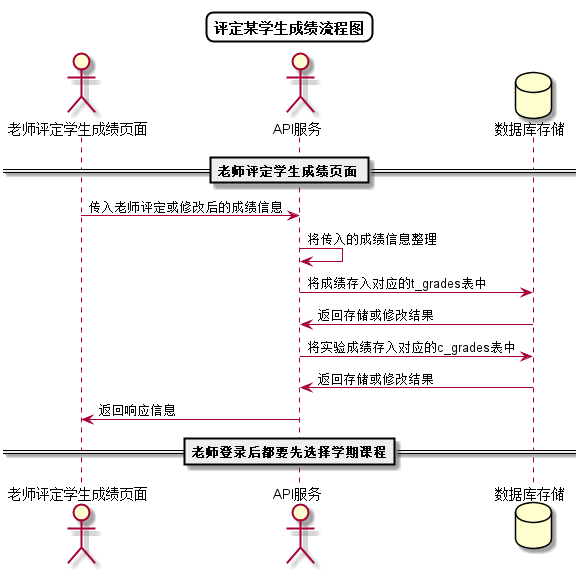 评定某学生成绩流程图
老师评定学生成绩页面
API服务
数据库存储
老师评定学生成绩页面
传入老师评定或修改后的成绩信息
将传入的成绩信息整理
将成绩存入对应的t_grades表中
返回存储或修改结果
将实验成绩存入对应的c_grades表中
返回存储或修改结果
返回响应信息
老师登录后都要先选择学期课程
老师评定学生成绩页面
API服务
数据库存储